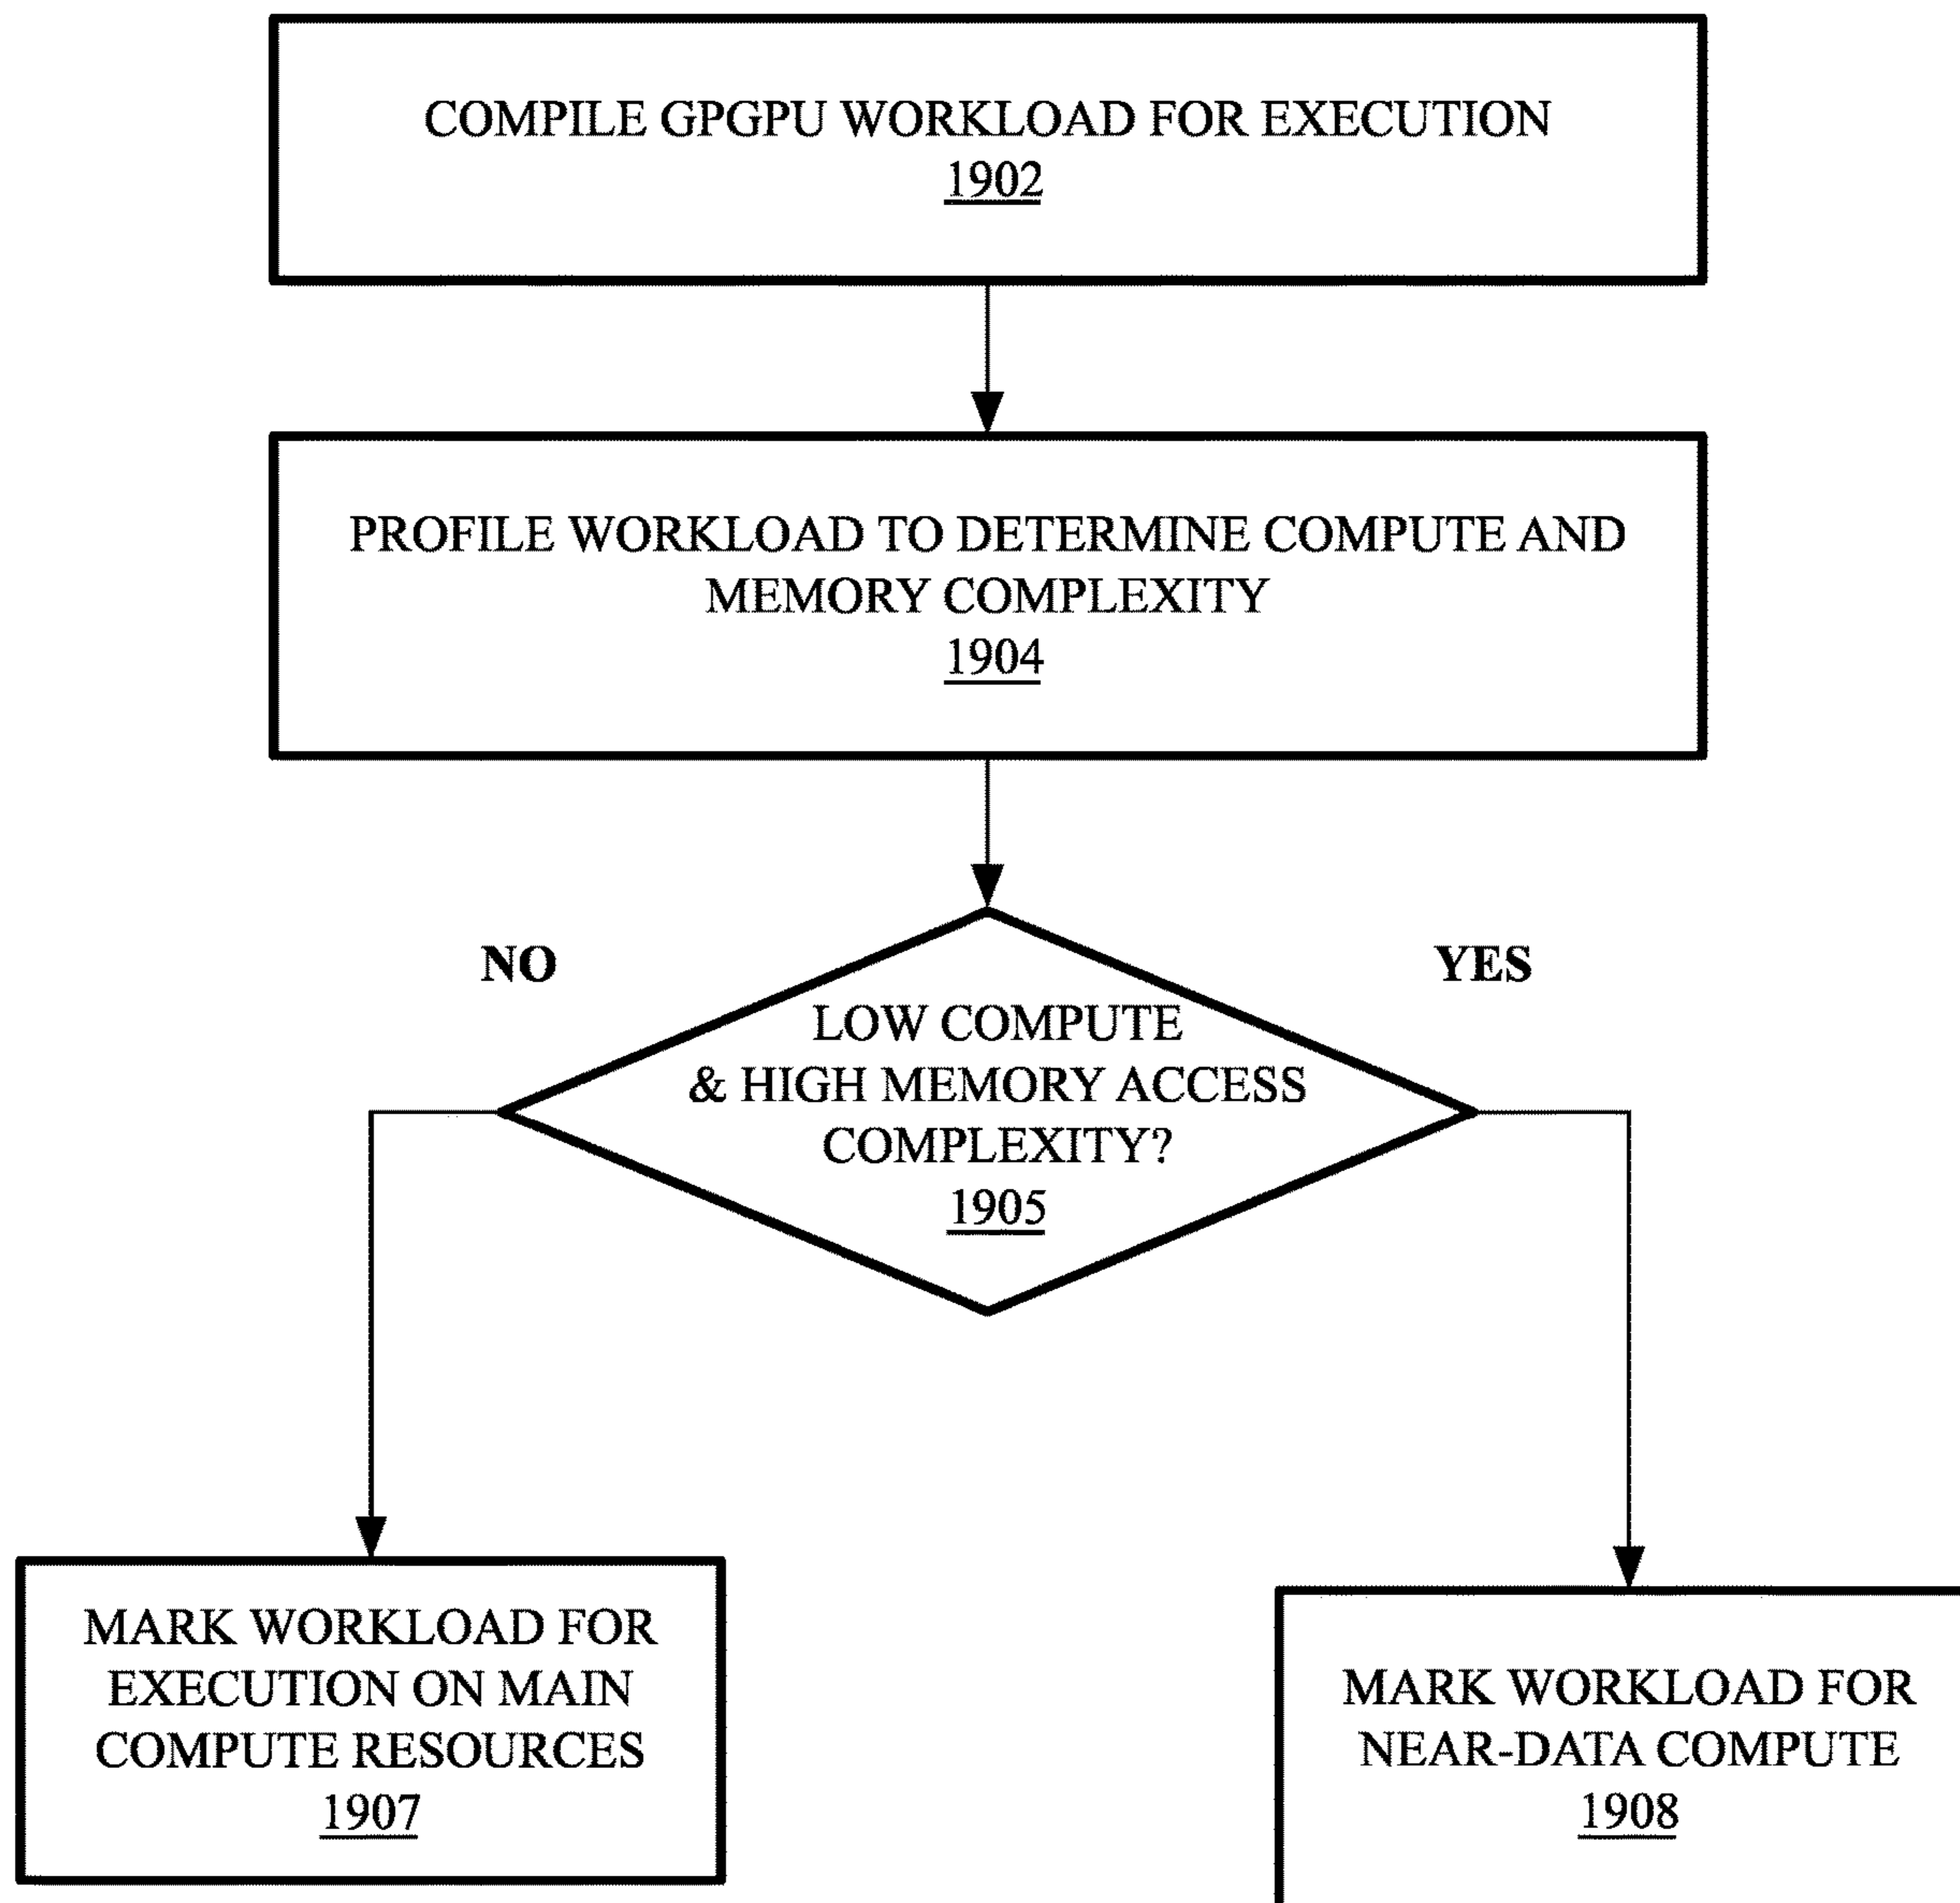 COMPILE GPGPU WORKLOAD FOR EXECUTION
1902
PROFILE WORKLOAD TO DETERMINE COMPUTE AND
MEMORY COMPLEXITY
1904
NO
YES
LOW COMPUTE
& HIGH MEMORY ACCESS
COMPLEXITY?
1905
MARK WORKLOAD FOR
EXECUTION ON MAIN
COMPUTE RESOURCES
1907
MARK WORKLOAD FOR
NEAR-DATA COMPUTE
1908